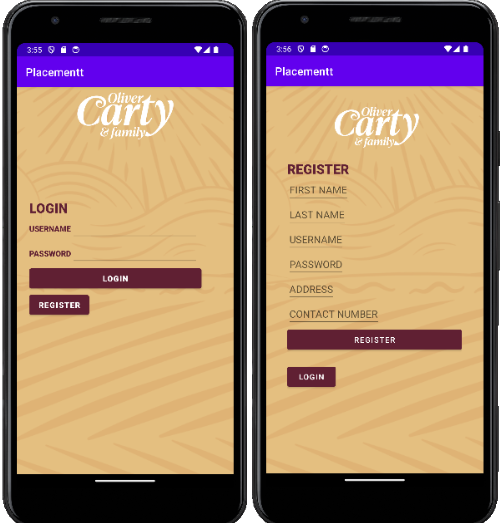 3:55
Placementt
Oliver
Carty
& family
LOGIN
USERNAME
PASSWORD
LOGIN
REGISTER
3:56
Placementt
Oliver
Carty
& family
REGISTER
FIRST NAME
LAST NAME
USERNAME
PASSWORD
ADDRESS
CONTACT NUMBER
REGISTER
LOGIN